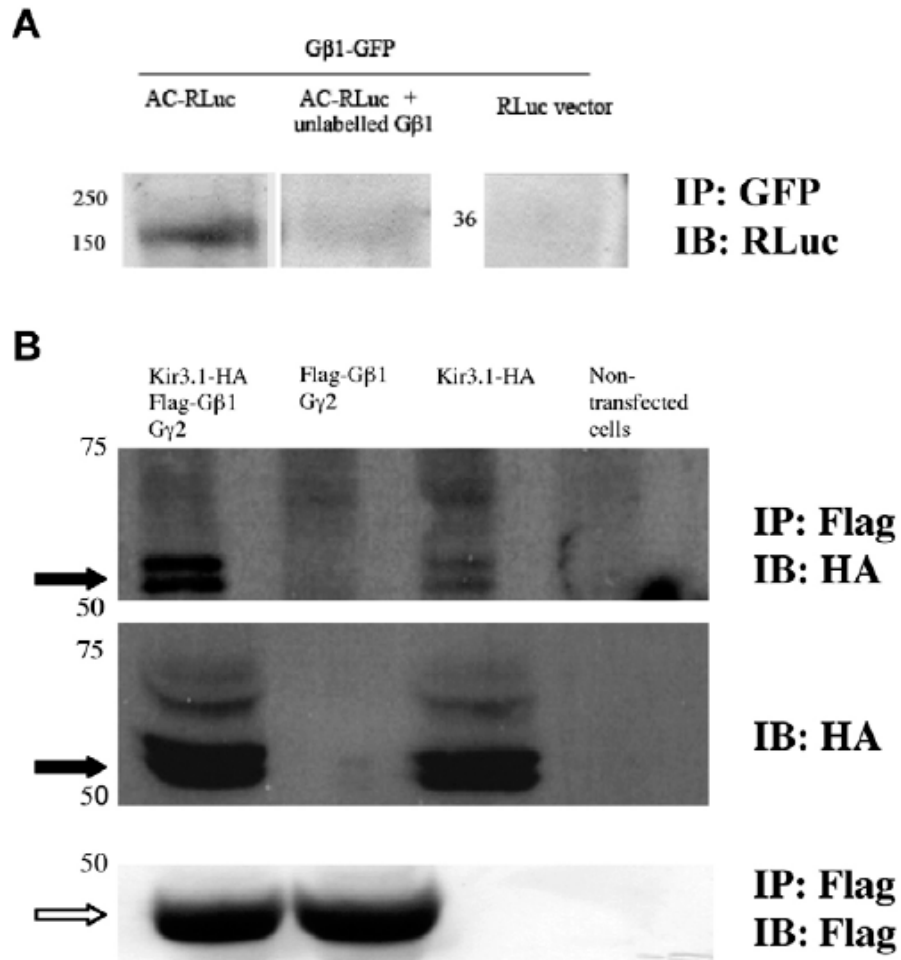 A
Gβ1-GFP
AC-RLuc
AC-RLuc +
unlabelled Gβ1
RLuc vector
250
150
36
IP: GFP
IB: RLuc
B
Kir3.1-HA
Flag-Gβ1
Gγ2
Flag-Gβ1
Gγ2
Kir3.1-HA
Non-
transfected
cells
75
50
IP: Flag
IB: HA
75
50
IB: HA
50
IP: Flag
IB: Flag